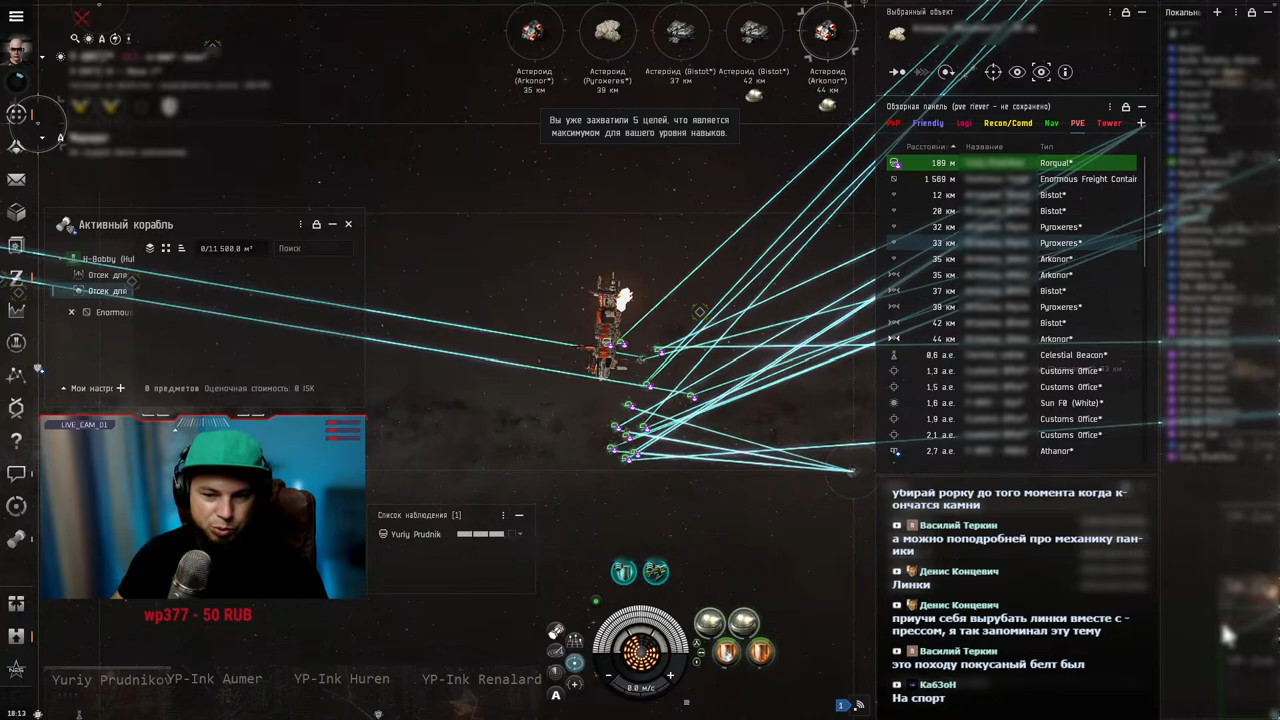 Астероид
(Arkonor*)
35 км
Астероид
(Pyroxeres*)
39 км
Астероид (Bistot*)
37 км
Астероид (Bistot*)
42 км
Астероид
(Arkonor*)
44 км
Вы уже захватили 5 целей, что является
максимумом для вашего уровня навыков.
Выбранный объект
Обзорная панель (pve riever — не сохранено)
PvP Friendly Logi Recon/Comd Nav PVE Tower
Расстояни Название Тип
189 м Rorqual*
1 569 м Enormous Freight Contair
12 км Bistot*
20 км Bistot*
32 км Pyroxeres*
33 км Pyroxeres*
35 км Arkonor*
35 км Arkonor*
37 км Bistot*
39 км Pyroxeres*
42 км Bistot*
44 км Arkonor*
0,6 а.е. Celestial Beacon*
1,3 а.е. Customs Office*
1,5 а.е. Customs Office*
1,6 а.е. Sun F0 (White)*
1,9 а.е. Customs Office*
2,1 а.е. Customs Office*
2,7 а.е. Athanor*
Локальн
Активный корабль
0/11 500,0 м³
Поиск
H-Bobby (Hul
Отсек для
Отсек для
Enormo
Мои настр
0 предметов Оценочная стоимость: 0 ISK
LIVE_CAM_01
wp377 - 50 RUB
Список наблюдения [1]
Yuriy Prudnik
0.0 м/с
убирай рорку до того момента когда к-
ончатся камни
Василий Теркин
а можно поподробней про механику пан-
ики
Денис Концевич
Линки
Денис Концевич
приучи себя вырубать линки вместе с -
прессом, я так запоминал эту тему
Василий Теркин
это походу покусаный белт был
Ka63oH
На спорт
Yuriy Prudnikov
YP-Ink Aumer
YP-Ink Huren
YP-Ink Renalard
18:13
1